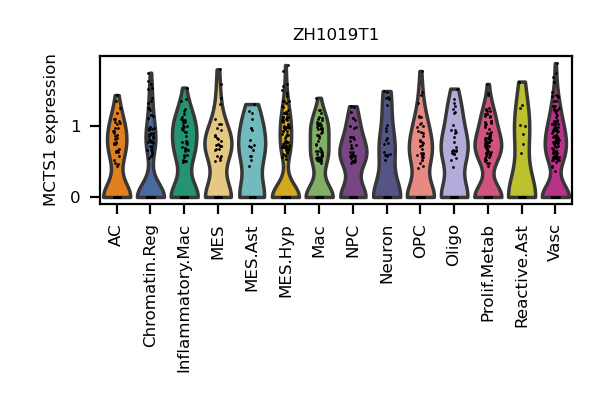 ZH1019T1
MCTS1 expression
1
0
AC
Chromatin.Reg
Inflammatory.Mac
MES
MES.Ast
MES.Hyp
Mac
NPC
Neuron
OPC
Oligo
Prolif.Metab
Reactive.Ast
Vasc